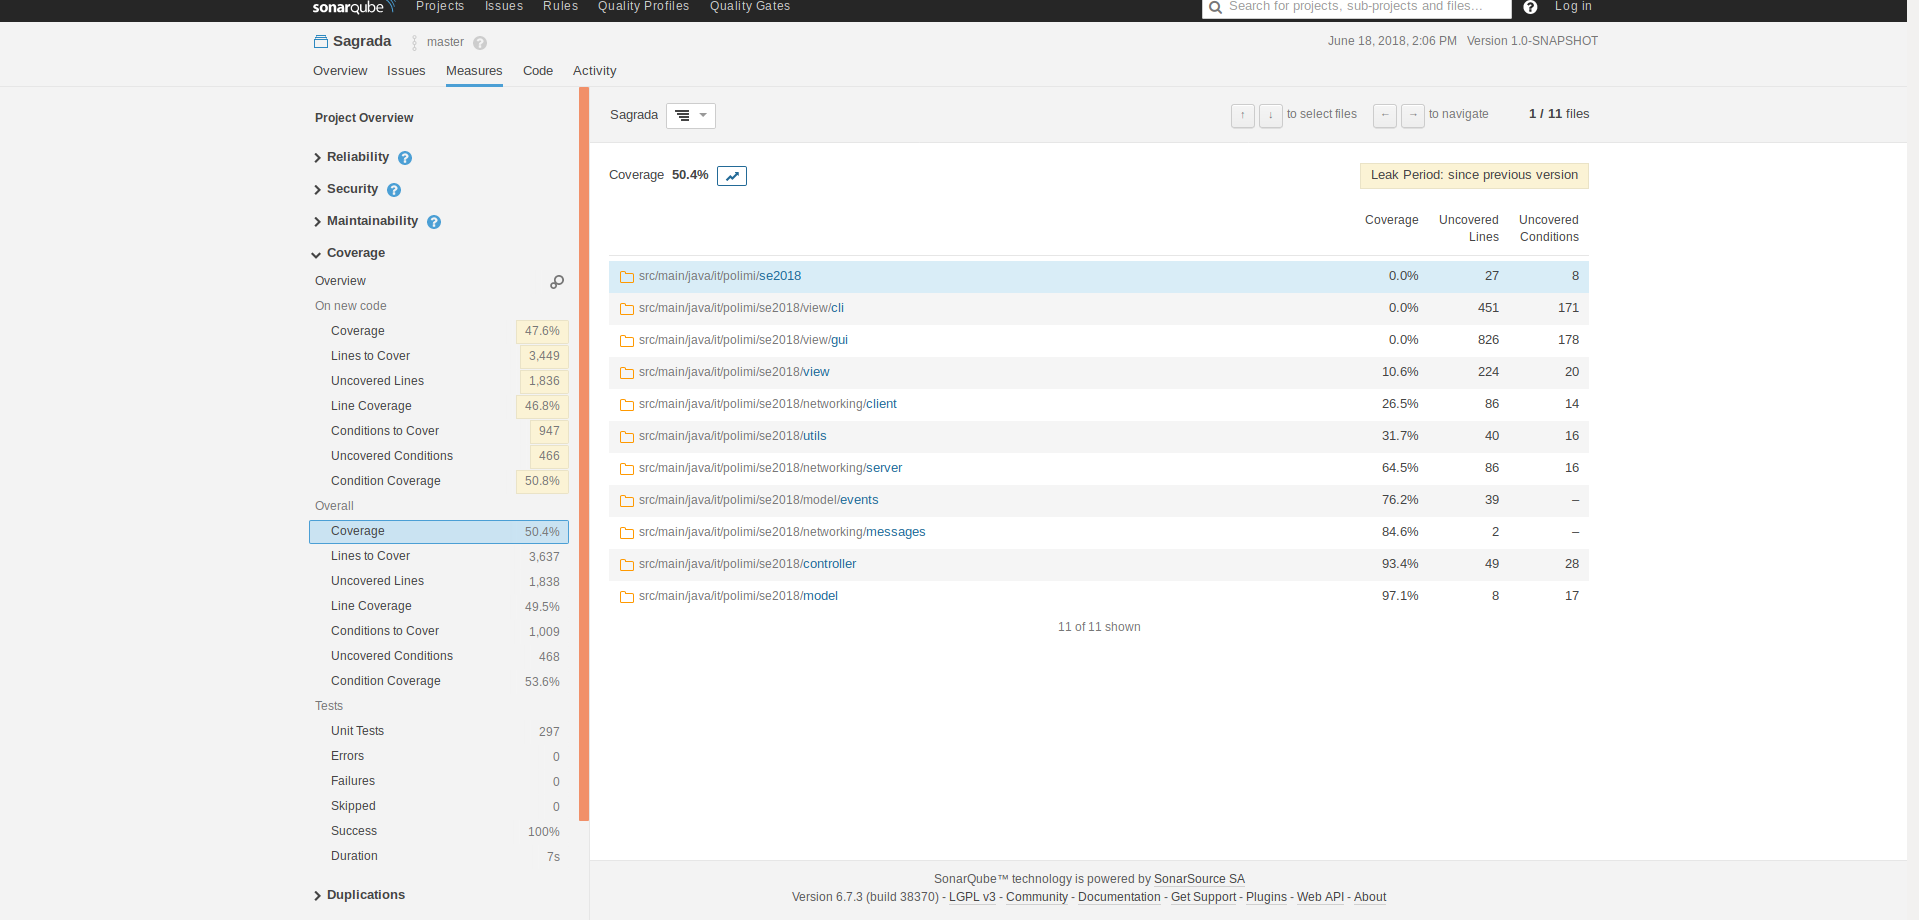 sonarqube Projects Issues Rules Quality Profiles Quality Gates Search for projects, sub-projects and files... Log in
Sagrada master June 18, 2018, 2:06 PM Version 1.0-SNAPSHOT
Overview Issues Measures Code Activity
Project Overview
Reliability
Security
Maintainability
Coverage
Overview
On new code
Coverage 47.6%
Lines to Cover 3,449
Uncovered Lines 1,836
Line Coverage 46.8%
Conditions to Cover 947
Uncovered Conditions 466
Condition Coverage 50.8%
Overall
Coverage 50.4%
Lines to Cover 3,637
Uncovered Lines 1,838
Line Coverage 49.5%
Conditions to Cover 1,009
Uncovered Conditions 468
Condition Coverage 53.6%
Tests
Unit Tests 297
Errors 0
Failures 0
Skipped 0
Success 100%
Duration 7s
Duplications
Sagrada ↑ ↓ to select files ← → to navigate 1 / 11 files
Coverage 50.4% Leak Period: since previous version
Coverage Uncovered Uncovered
Lines Conditions
src/main/java/it/polimi/se2018 0.0% 27 8
src/main/java/it/polimi/se2018/view/cli 0.0% 451 171
src/main/java/it/polimi/se2018/view/gui 0.0% 826 178
src/main/java/it/polimi/se2018/view 10.6% 224 20
src/main/java/it/polimi/se2018/networking/client 26.5% 86 14
src/main/java/it/polimi/se2018/utils 31.7% 40 16
src/main/java/it/polimi/se2018/networking/server 64.5% 86 16
src/main/java/it/polimi/se2018/model/events 76.2% 39 –
src/main/java/it/polimi/se2018/networking/messages 84.6% 2 –
src/main/java/it/polimi/se2018/controller 93.4% 49 28
src/main/java/it/polimi/se2018/model 97.1% 8 17
11 of 11 shown
SonarQube™ technology is powered by SonarSource SA
Version 6.7.3 (build 38370) - LGPL v3 - Community - Documentation - Get Support - Plugins - Web API - About